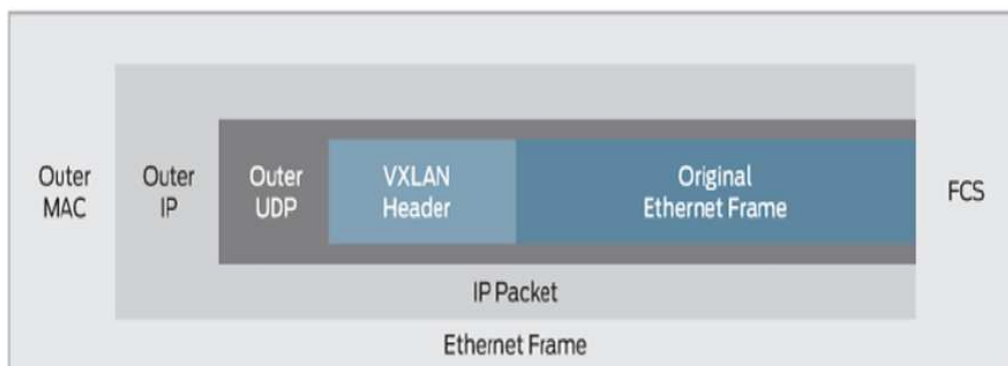 Outer
MAC
Outer
IP
Outer
UDP
VXLAN
Header
Original
Ethernet Frame
FCS
IP Packet
Ethernet Frame